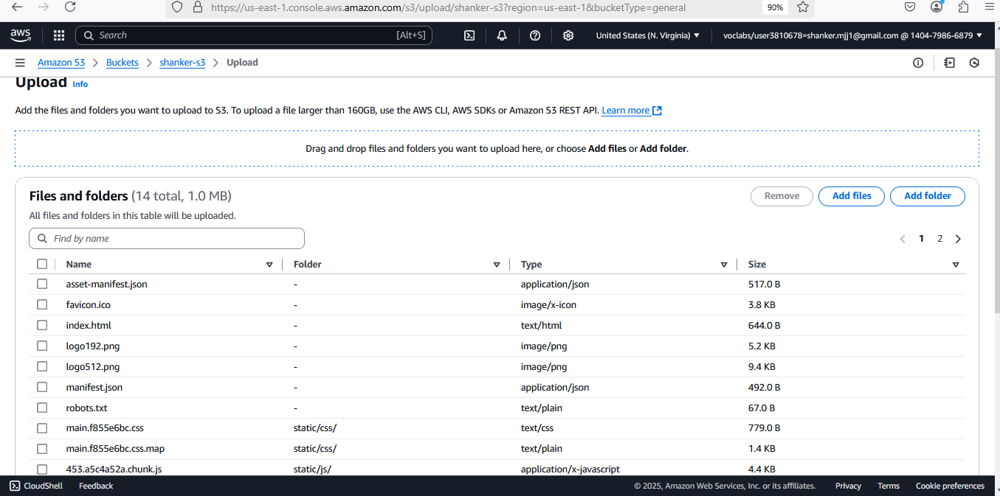 https://us-east-1.console.aws.amazon.com/s3/upload/shanker-s3?region=us-east-1&bucketType=general 90%
aws Search [Alt+S] United States (N. Virginia) ▼ voclabs/user3810678=shanker.mjj1@gmail.com @ 1404-7986-6879 ▼
Amazon S3 > Buckets > shanker-s3 > Upload
Upload Info
Add the files and folders you want to upload to S3. To upload a file larger than 160GB, use the AWS CLI, AWS SDKs or Amazon S3 REST API. Learn more
Drag and drop files and folders you want to upload here, or choose Add files or Add folder.
Files and folders (14 total, 1.0 MB) Remove Add files Add folder
All files and folders in this table will be uploaded.
Find by name 1 2
Name Folder Type Size
asset-manifest.json - application/json 517.0 B
favicon.ico - image/x-icon 3.8 KB
index.html - text/html 644.0 B
logo192.png - image/png 5.2 KB
logo512.png - image/png 9.4 KB
manifest.json - application/json 492.0 B
robots.txt - text/plain 67.0 B
main.f855e6bc.css static/css/ text/css 779.0 B
main.f855e6bc.css.map static/css/ text/plain 1.4 KB
453.a5c4a52a.chunk.js static/js/ application/x-javascript 4.4 KB
CloudShell Feedback © 2025, Amazon Web Services, Inc. or its affiliates. Privacy Terms Cookie preferences